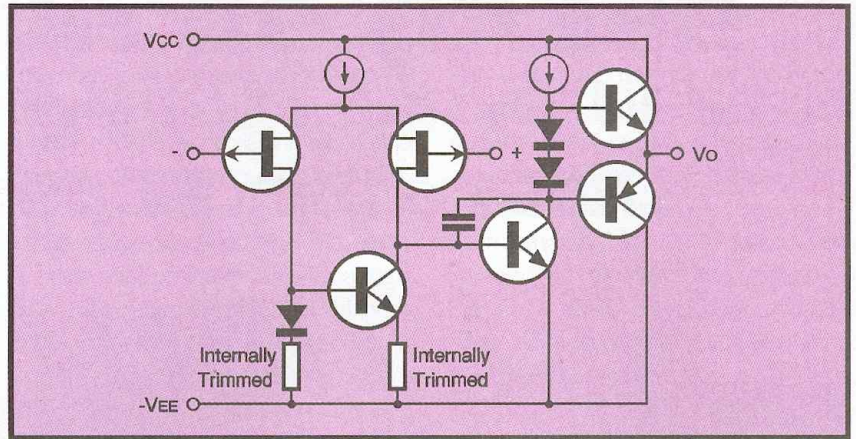 Vcc
-
+
Vo
Internally
Trimmed
Internally
Trimmed
-VEE